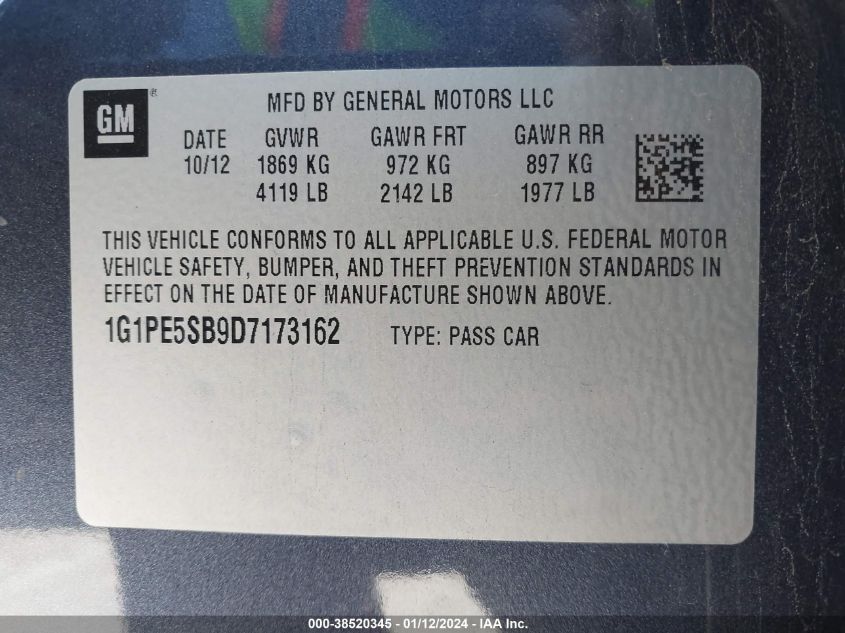 GM®
MFD BY GENERAL MOTORS LLC
DATE GVWR GAWR FRT GAWR RR
10/12 1869 KG 972 KG 897 KG
4119 LB 2142 LB 1977 LB
THIS VEHICLE CONFORMS TO ALL APPLICABLE U.S. FEDERAL MOTOR
VEHICLE SAFETY, BUMPER, AND THEFT PREVENTION STANDARDS IN
EFFECT ON THE DATE OF MANUFACTURE SHOWN ABOVE.
1G1PE5SB9D7173162 TYPE: PASS CAR
000-38520345 - 01/12/2024 - IAA Inc.